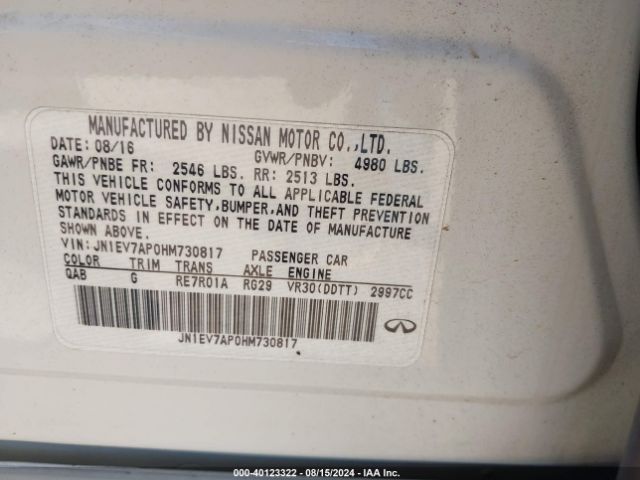 MANUFACTURED BY NISSAN MOTOR CO.,LTD.
DATE: 08/16 GVWR/PNBV: 4980 LBS.
GAWR/PNBE FR: 2546 LBS. RR: 2513 LBS.
THIS VEHICLE CONFORMS TO ALL APPLICABLE FEDERAL
MOTOR VEHICLE SAFETY,BUMPER,AND THEFT PREVENTION
STANDARDS IN EFFECT ON THE DATE OF MANUFACTURE
SHOWN ABOVE.
VIN: JN1EV7AP0HM730817 PASSENGER CAR
COLOR TRIM TRANS AXLE ENGINE
QAB G RE7R01A RG29 VR30(DDTT) 2997CC
JN1EV7AP0HM730817
INFINITI
000-40123322 - 08/15/2024 - IAA Inc.